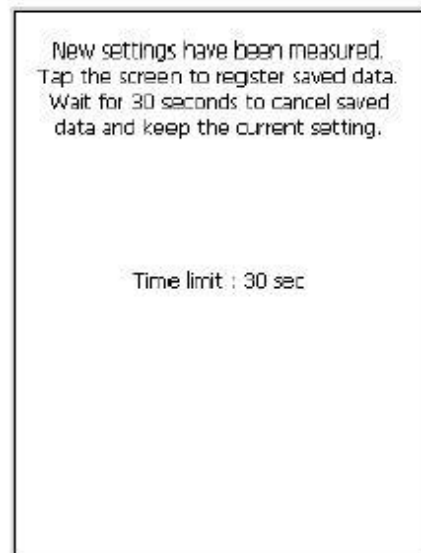 New settings have been measured.
Tap the screen to register saved data.
Wait for 30 seconds to cancel saved
data and keep the current setting.
Time limit : 30 sec